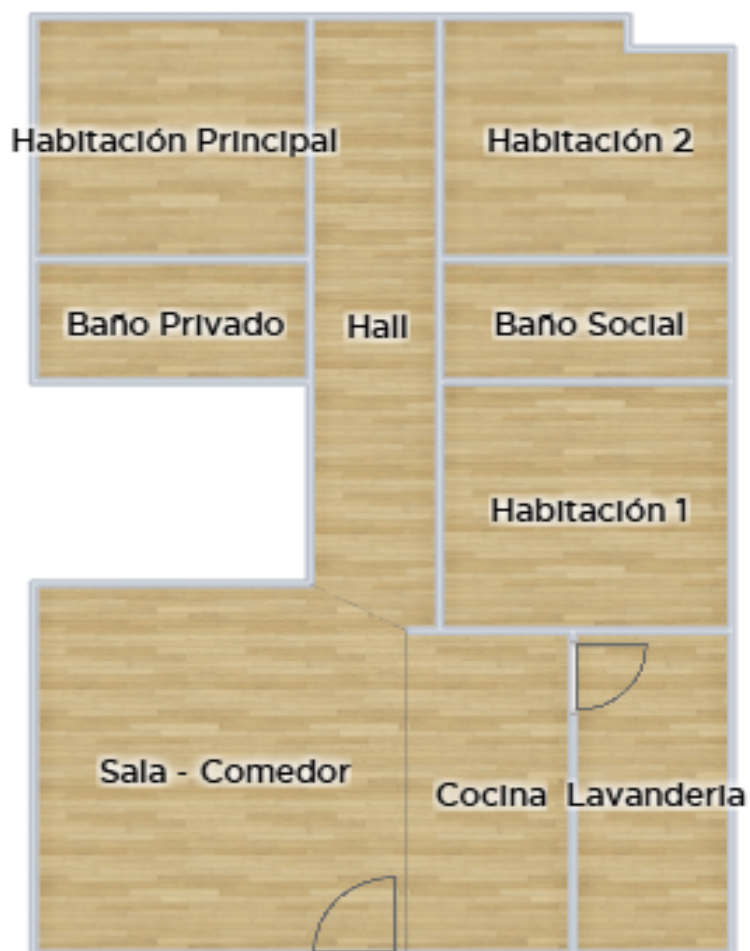 Habitación Principal
Habitación 2
Baño Privado
Hall
Baño Social
Habitación 1
Sala - Comedor
Cocina
Lavanderia